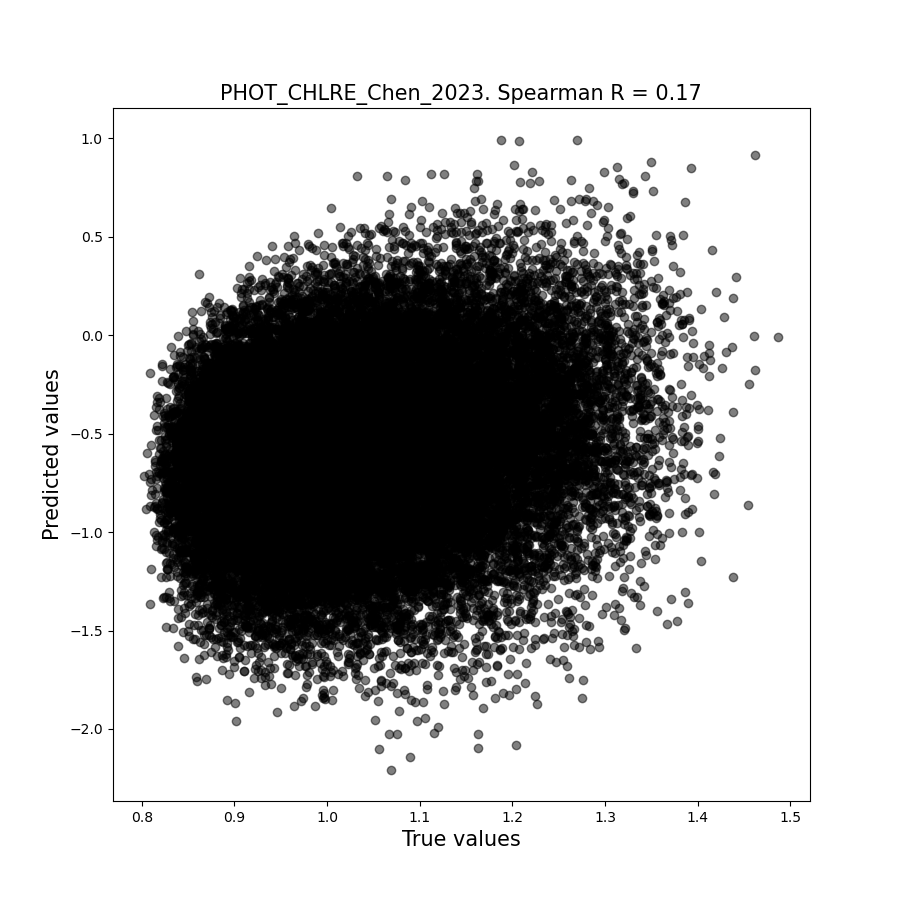 PHOT_CHLRE_Chen_2023. Spearman R = 0.17
1.0
0.5
0.0
−0.5
−1.0
−1.5
−2.0
Predicted values
0.8 0.9 1.0 1.1 1.2 1.3 1.4 1.5
True values